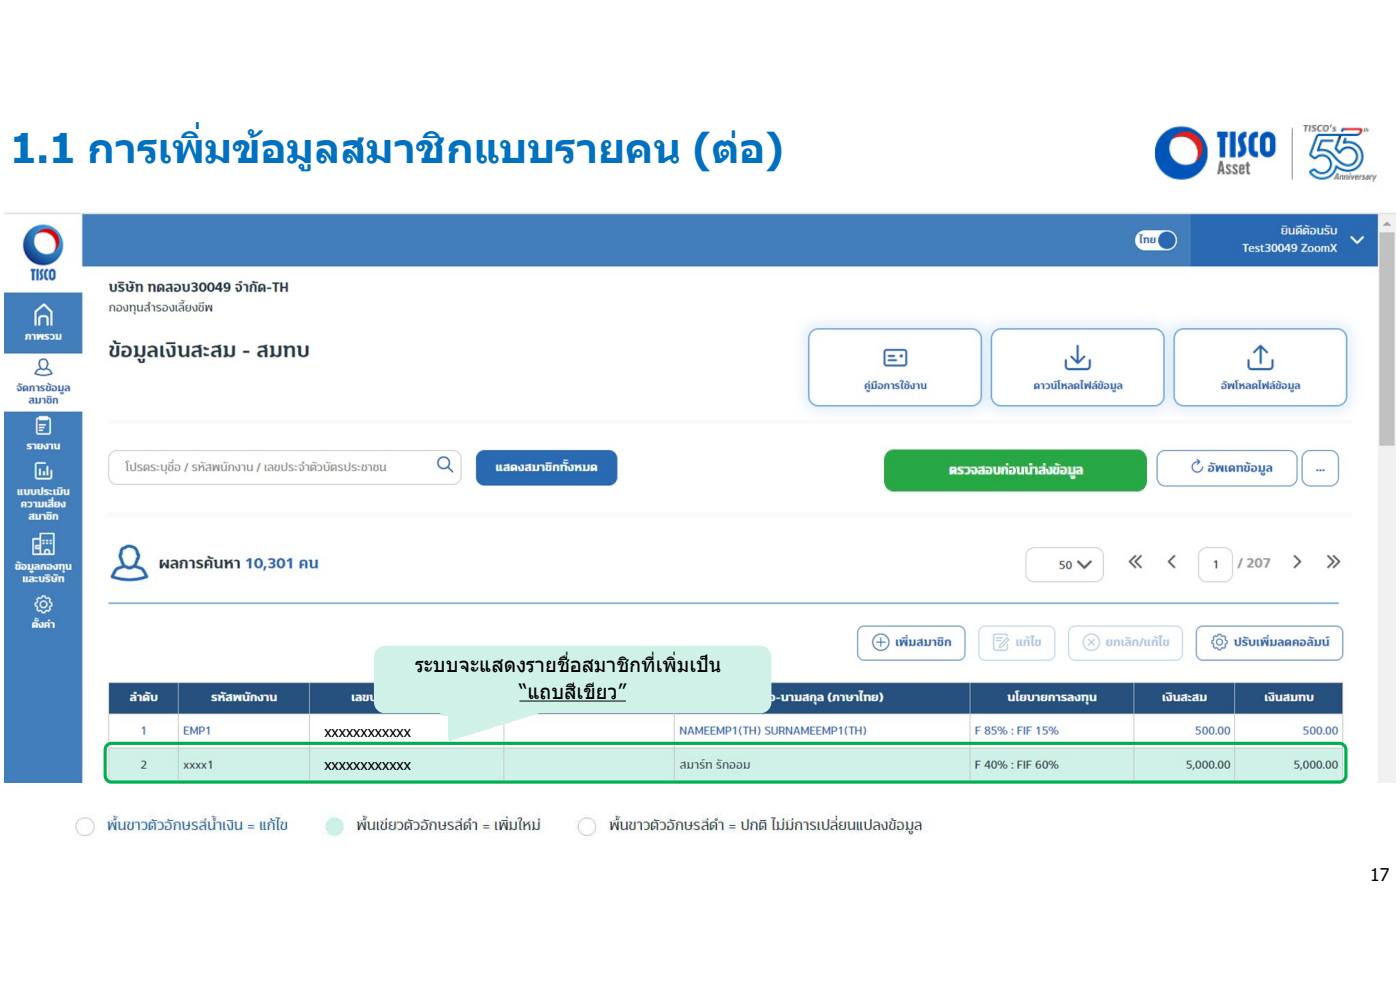 1.1 การเพิ่มข้อมูลสมาชิกแบบรายคน (ต่อ)
TISCO
Asset
TISCO's
55th
Anniversary
TISCO
ไทย
ยินดีต้อนรับ
Test30049 ZoomX
บริษัท ทดสอบ30049 จำกัด-TH
กองทุนสำรองเลี้ยงชีพ
ข้อมูลเงินสะสม - สมทบ
คู่มือการใช้งาน
ดาวน์โหลดไฟล์ข้อมูล
อัพโหลดไฟล์ข้อมูล
ภาพรวม
จัดการข้อมูล
สมาชิก
รายงาน
แบบประเมิน
ความเสี่ยง
สมาชิก
ข้อมูลกองทุน
และบริษัท
ตั้งค่า
โปรดระบุชื่อ / รหัสพนักงาน / เลขประจำตัวบัตรประชาชน
แสดงสมาชิกทั้งหมด
ตรวจสอบก่อนนำส่งข้อมูล
อัพเดทข้อมูล
...
ผลการค้นหา 10,301 คน
50
1 / 207
เพิ่มสมาชิก
แก้ไข
ยกเลิก/แก้ไข
ปรับเพิ่มลดคอลัมน์
ระบบจะแสดงรายชื่อสมาชิกที่เพิ่มเป็น
“แถบสีเขียว”
ลำดับ รหัสพนักงาน -นามสกุล (ภาษาไทย) นโยบายการลงทุน เงินสะสม เงินสมทบ
1 EMP1 xxxxxxxxxxxx NAMEEMP1(TH) SURNAMEEMP1(TH) F 85% : FIF 15% 500.00 500.00
2 xxxx1 xxxxxxxxxxxx สมาร์ท รักออม F 40% : FIF 60% 5,000.00 5,000.00
พื้นขาวตัวอักษรสีน้ำเงิน = แก้ไข
พื้นเขียวตัวอักษรสีดำ = เพิ่มใหม่
พื้นขาวตัวอักษรสีดำ = ปกติ ไม่มีการเปลี่ยนแปลงข้อมูล
17